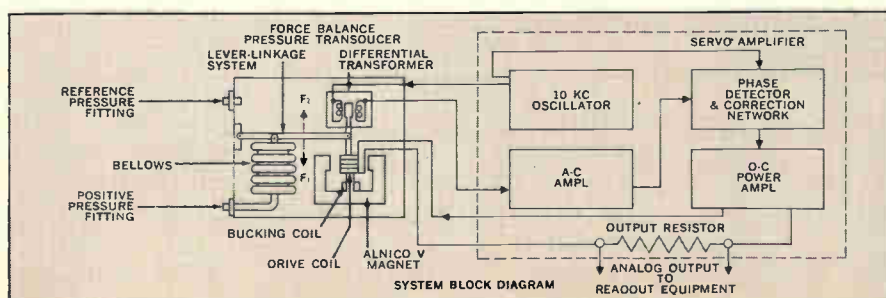 FORCE BALANCE
PRESSURE TRANSOUCER
LEVER-LINKAGE
SYSTEM
DIFFERENTIAL
TRANSFORMER
REFERENCE
PRESSURE
FITTING
BELLOWS
POSITIVE
PRESSURE
FITTING
F2
F1
BUCKING COIL
DRIVE COIL
ALNICO V
MAGNET
SERVO AMPLIFIER
10 KC
OSCILLATOR
PHASE
DETECTOR
& CORRECTION
NETWORK
A-C
AMPL
D-C
POWER
AMPL
OUTPUT RESISTOR
ANALOG OUTPUT
TO
READOUT EQUIPMENT
SYSTEM BLOCK DIAGRAM